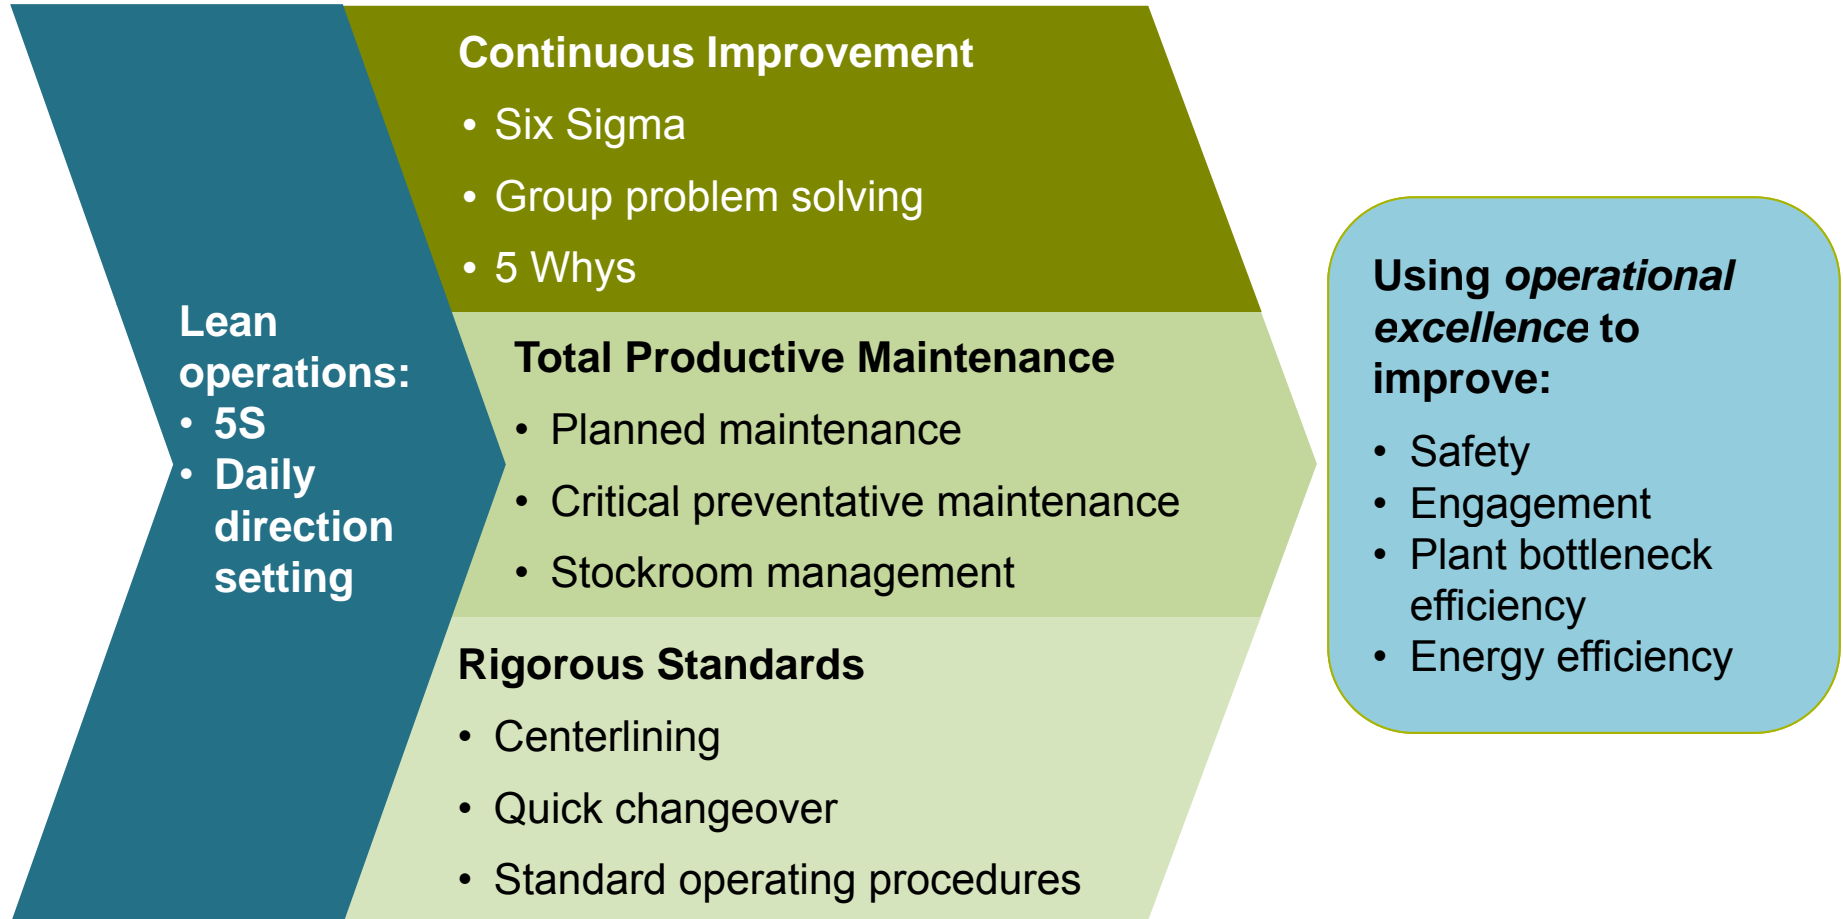 Lean
operations:
• 5S
• Daily
direction
setting
Continuous Improvement
• Six Sigma
• Group problem solving
• 5 Whys
Total Productive Maintenance
• Planned maintenance
• Critical preventative maintenance
• Stockroom management
Rigorous Standards
• Centerlining
• Quick changeover
• Standard operating procedures
Using operational
excellence to
improve:
• Safety
• Engagement
• Plant bottleneck
efficiency
• Energy efficiency